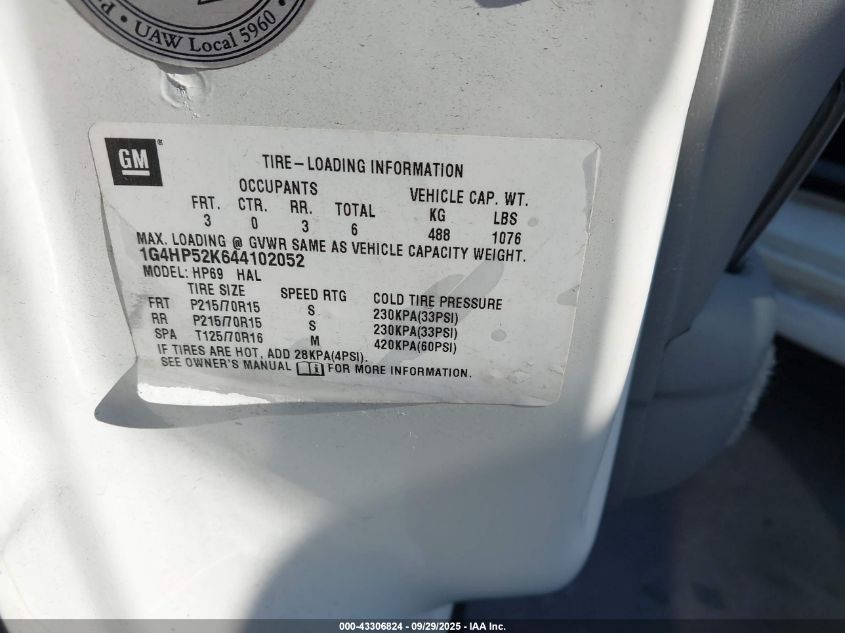 UAW Local 5960
GM
TIRE-LOADING INFORMATION
OCCUPANTS VEHICLE CAP. WT.
FRT. CTR. RR. TOTAL KG LBS
3 0 3 6 488 1076
MAX. LOADING @ GVWR SAME AS VEHICLE CAPACITY WEIGHT.
1G4HP52K644102052
MODEL: HP69 HAL
TIRE SIZE SPEED RTG COLD TIRE PRESSURE
FRT P215/70R15 S 230KPA(33PSI)
RR P215/70R15 S 230KPA(33PSI)
SPA T125/70R16 M 420KPA(60PSI)
IF TIRES ARE HOT, ADD 28KPA(4PSI).
SEE OWNER'S MANUAL FOR MORE INFORMATION.
000-43306824 / 09/29/2025 - IAA Inc.